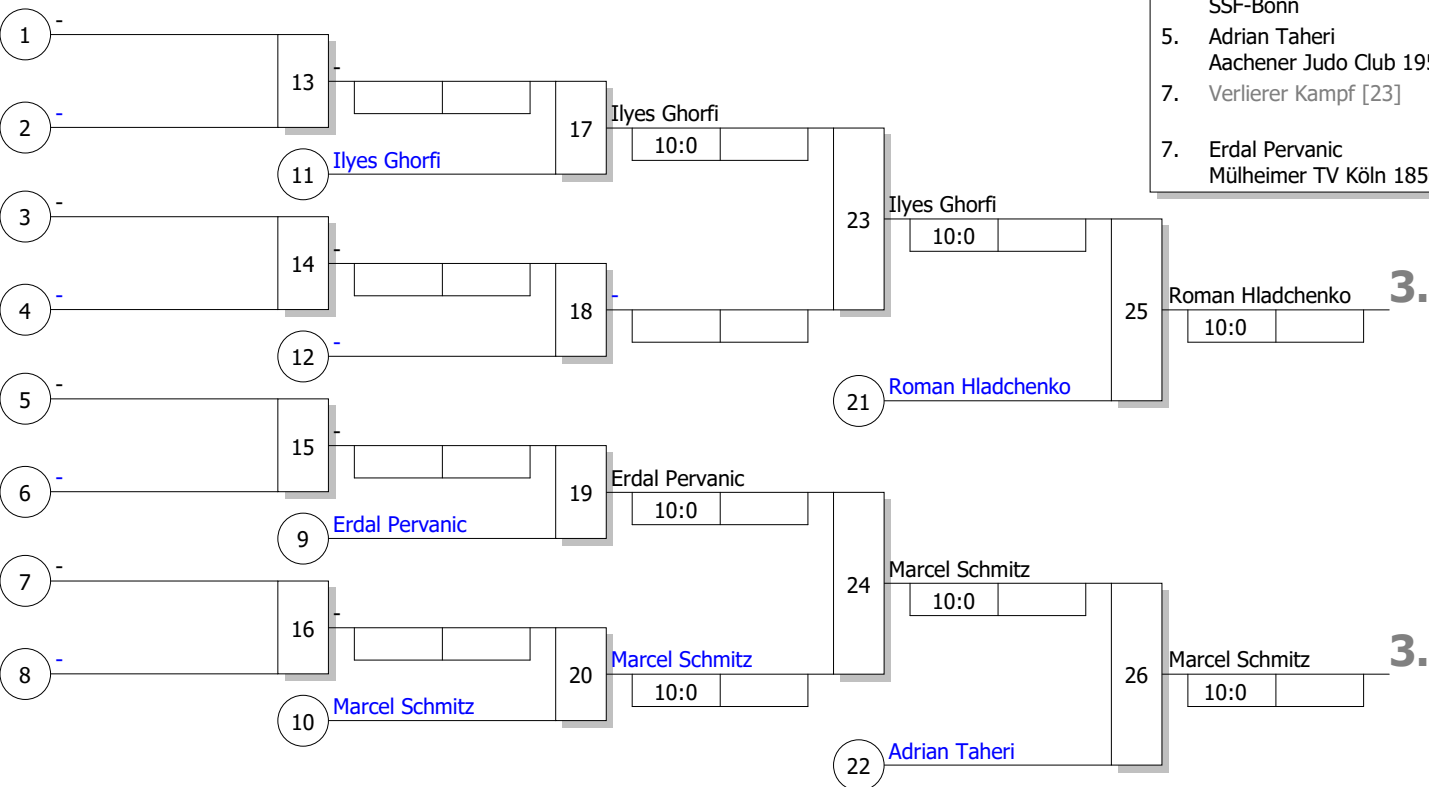 SSF-Bonn
5. Adrian Taheri
Aachener Judo Club 195
7. Verlierer Kampf [23]
7. Erdal Pervanic
Mülheimer TV Köln 185
1 -
2 -
3 -
4 -
5 -
6 -
7 -
8 -
13 -
11 Ilyes Ghorfi
14 -
12 -
15 -
9 Erdal Pervanic
16 -
10 Marcel Schmitz
17 Ilyes Ghorfi
10:0
18 -
19 Erdal Pervanic
10:0
20 Marcel Schmitz
10:0
23 Ilyes Ghorfi
10:0
21 Roman Hladchenko
24 Marcel Schmitz
10:0
22 Adrian Taheri
25 Roman Hladchenko 3.
10:0
26 Marcel Schmitz 3.
10:0